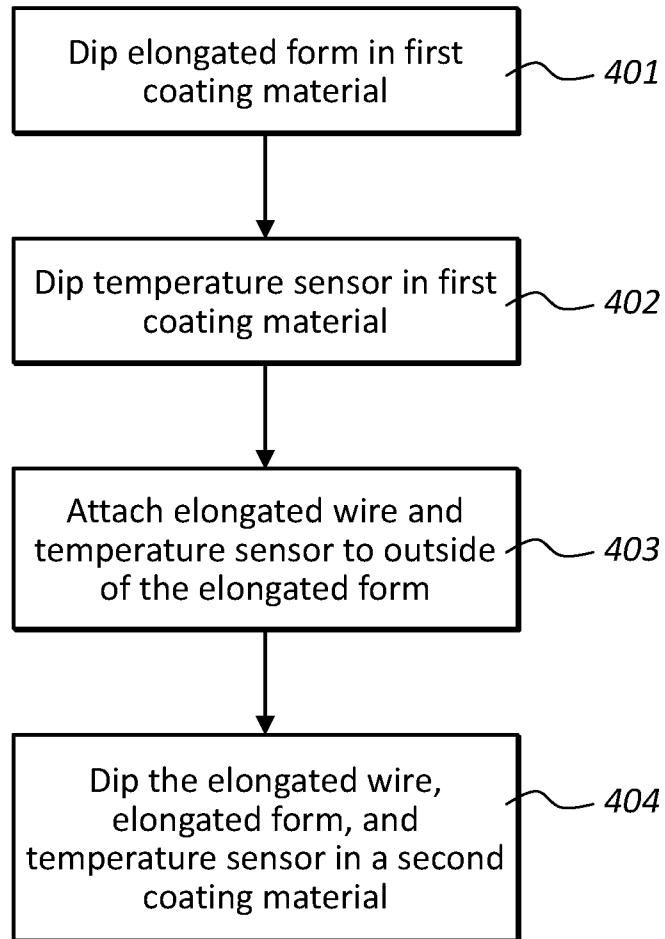 Dip elongated form in first
coating material
401
Dip temperature sensor in first
coating material
402
Attach elongated wire and
temperature sensor to outside
of the elongated form
403
Dip the elongated wire,
elongated form, and
temperature sensor in a second
coating material
404